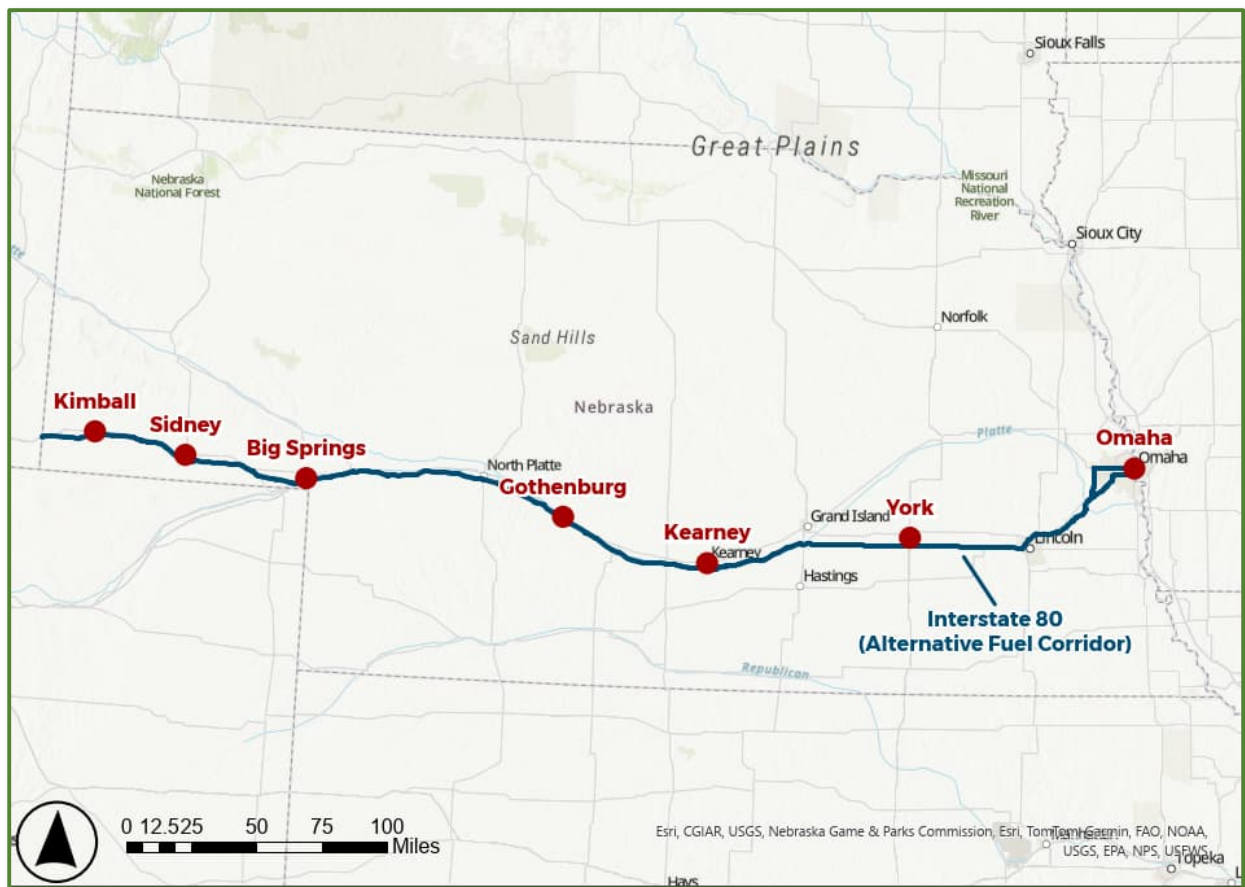 Sioux Falls
Great Plains
Nebraska
National Forest
Missouri
National
Recreation
River
Sioux City
Norfolk
Sand Hills
Nebraska
Kimball
Sidney
Big Springs
North Platte
Gothenburg
Platte
Omaha
Omaha
Grand Island
York
Kearney
Kearney
Lincoln
Hastings
Interstate 80
(Alternative Fuel Corridor)
Republican
0 12.525 50 75 100
Miles
Esri, CGIAR, USGS, Nebraska Game & Parks Commission, Esri, TomTom, Garmin, FAO, NOAA,
USGS, EPA, NPS, USFWS
Topeka
Hays